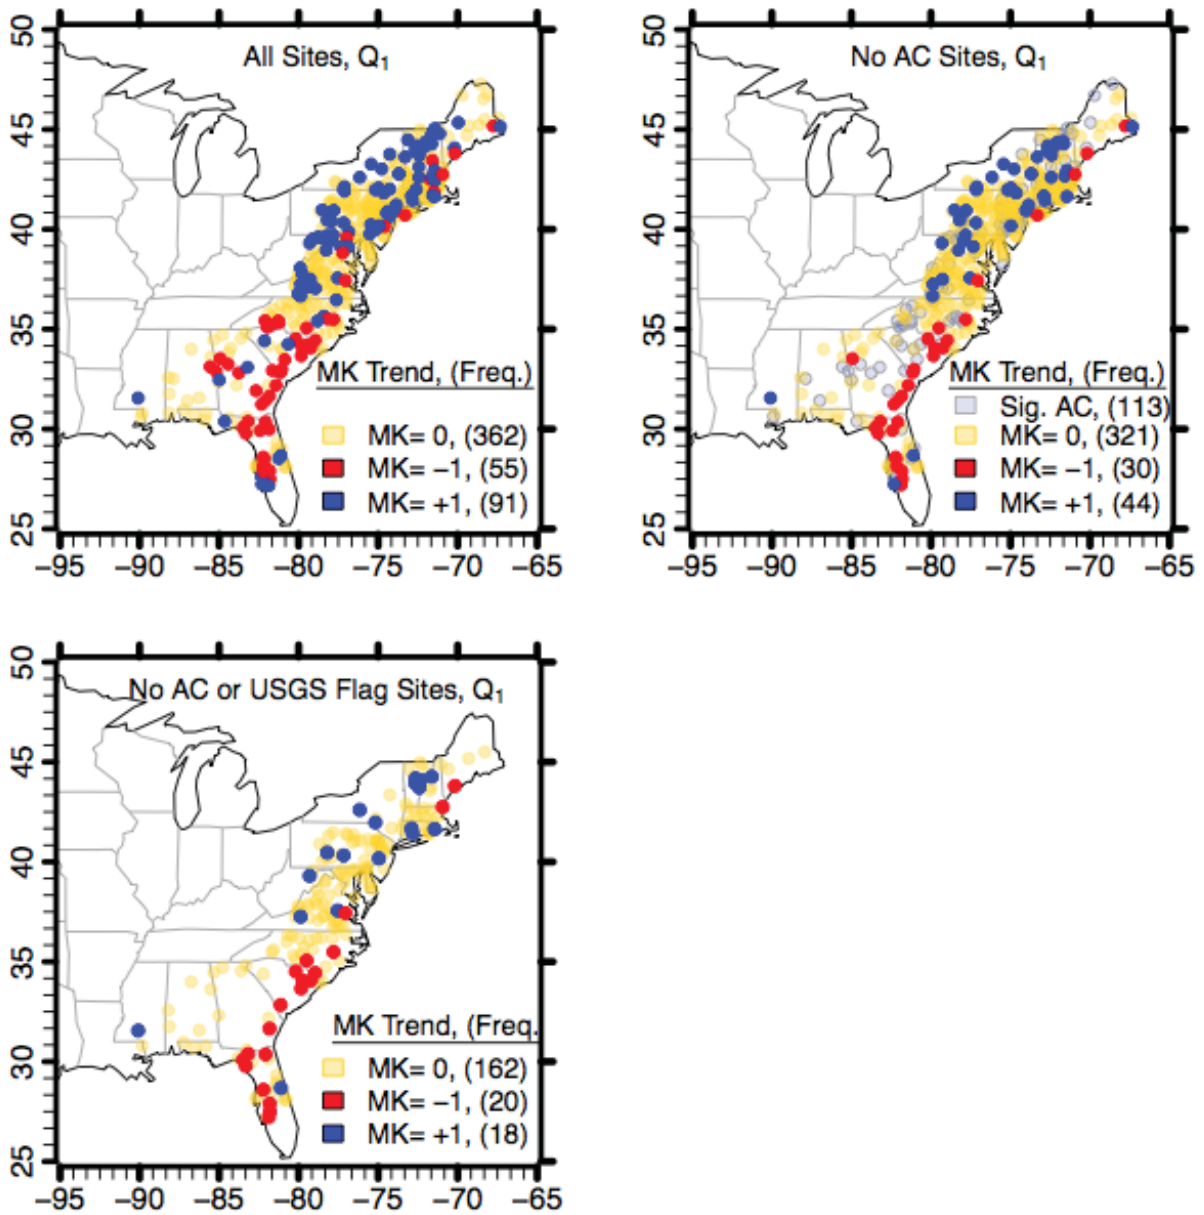 All Sites, Q₁
50
45
40
35
30
25
MK Trend, (Freq.)
MK= 0, (362)
MK= −1, (55)
MK= +1, (91)
−95 −90 −85 −80 −75 −70 −65
No AC Sites, Q₁
50
45
40
35
30
25
MK Trend, (Freq.)
Sig. AC, (113)
MK= 0, (321)
MK= −1, (30)
MK= +1, (44)
−95 −90 −85 −80 −75 −70 −65
No AC or USGS Flag Sites, Q₁
50
45
40
35
30
25
MK Trend, (Freq.
MK= 0, (162)
MK= −1, (20)
MK= +1, (18)
−95 −90 −85 −80 −75 −70 −65